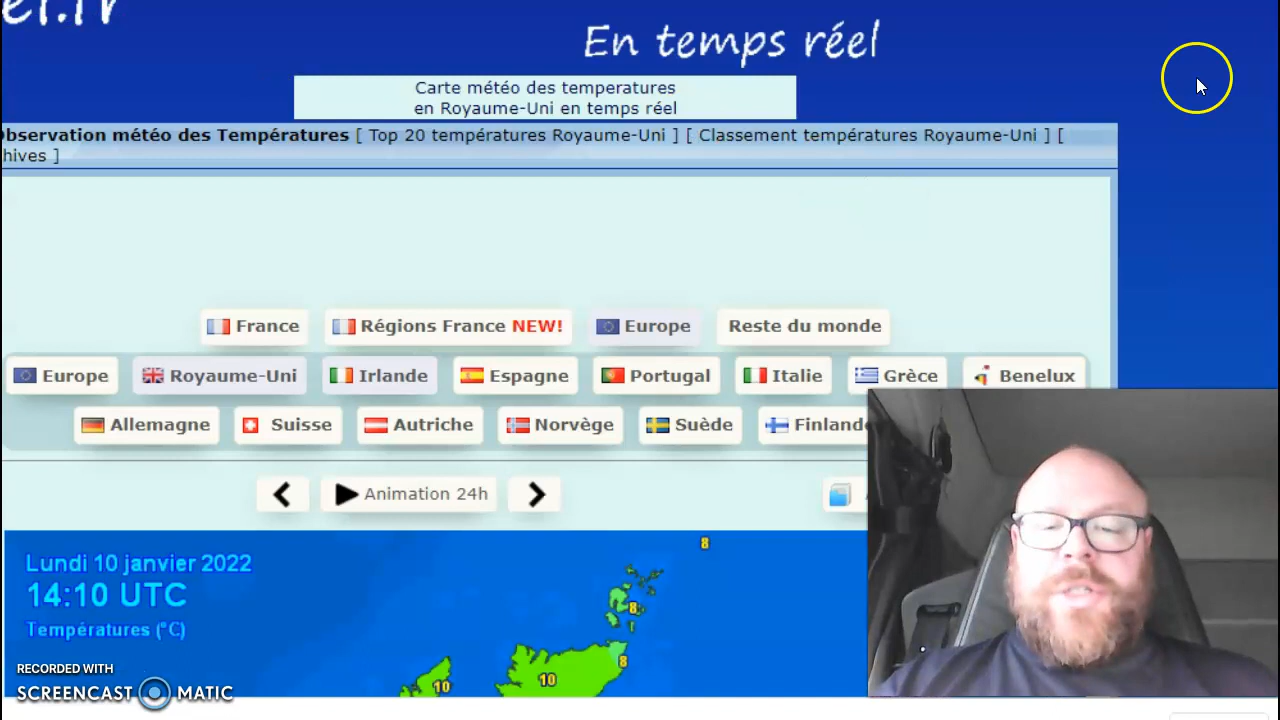 el.fr
En temps réel
Carte météo des temperatures
en Royaume-Uni en temps réel
bservation météo des Températures [ Top 20 températures Royaume-Uni ] [ Classement températures Royaume-Uni ] [
hives ]
France Régions France NEW! Europe Reste du monde
Europe Royaume-Uni Irlande Espagne Portugal Italie Grèce Benelux
Allemagne Suisse Autriche Norvège Suède Finlande
Animation 24h
Lundi 10 janvier 2022
14:10 UTC
Températures (°C)
8
8
8
10
10
RECORDED WITH
SCREENCAST MATIC